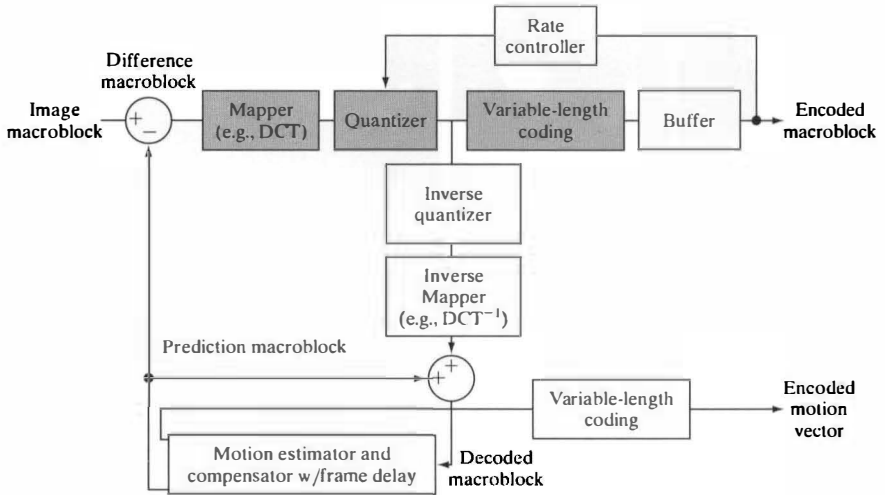 Rate
controller
Difference
macroblock
Image
macroblock
+
−
Mapper
(e.g., DCT)
Quantizer
Variable-length
coding
Buffer
Encoded
macroblock
Inverse
quantizer
Inverse
Mapper
(e.g., DCT⁻¹)
Prediction macroblock
+
+
Variable-length
coding
Encoded
motion
vector
Motion estimator and
compensator w/frame delay
Decoded
macroblock